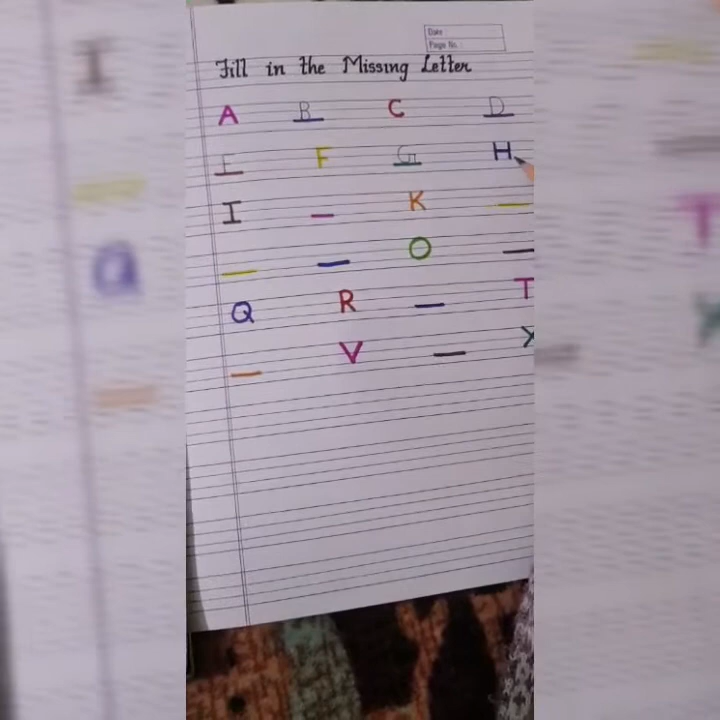 Date
Page No.:
Fill in the Missing Letter
A B C D
E F G H
I _ K _
_ _ O _
Q R _ T
_ V _ X